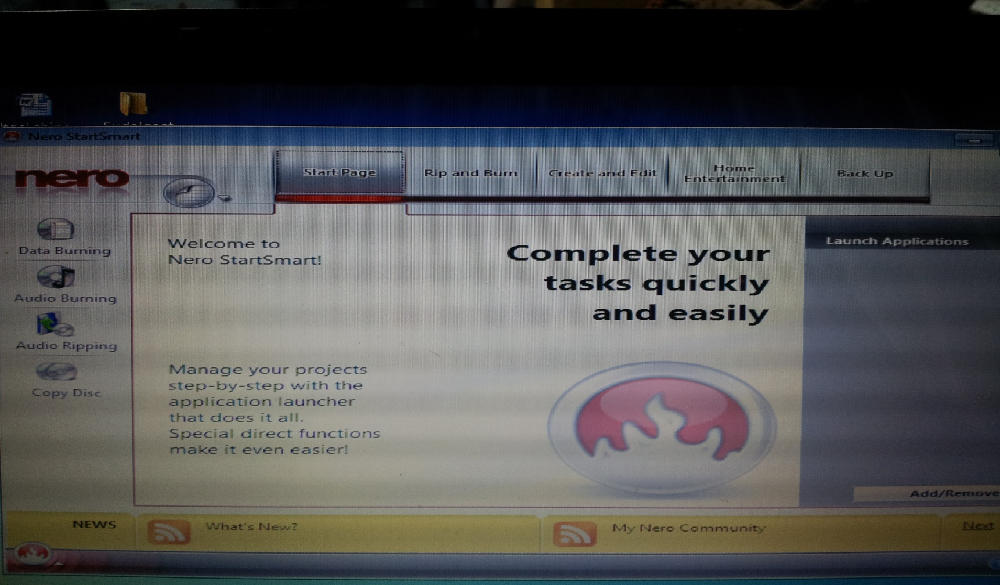 Nero StartSmart
nero
Start Page
Rip and Burn
Create and Edit
Home
Entertainment
Back Up
Data Burning
Audio Burning
Audio Ripping
Copy Disc
Welcome to
Nero StartSmart!
Complete your
tasks quickly
and easily
Manage your projects
step-by-step with the
application launcher
that does it all.
Special direct functions
make it even easier!
Launch Applications
Add/Remove
NEWS
What's New?
My Nero Community
Next